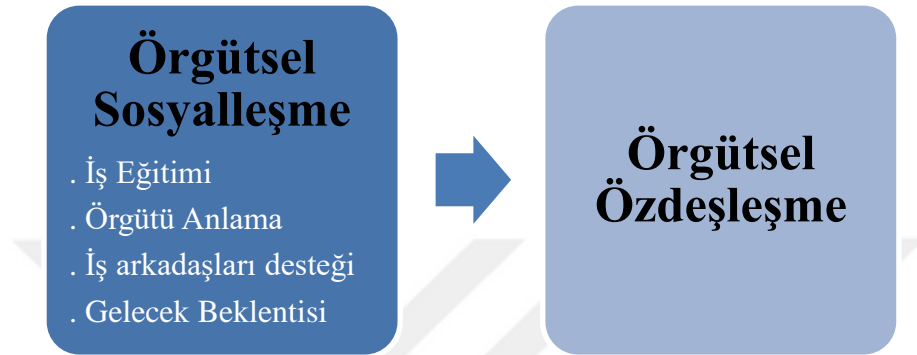 Örgütsel
Sosyalleşme
. İş Eğitimi
. Örgütü Anlama
. İş arkadaşları desteği
. Gelecek Beklentisi
Örgütsel
Özdeşleşme